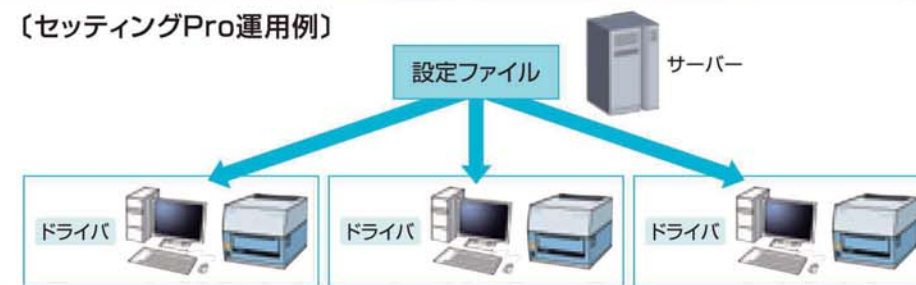 〔セッティングPro運用例〕
設定ファイル
サーバー
ドライバ
ドライバ
ドライバ